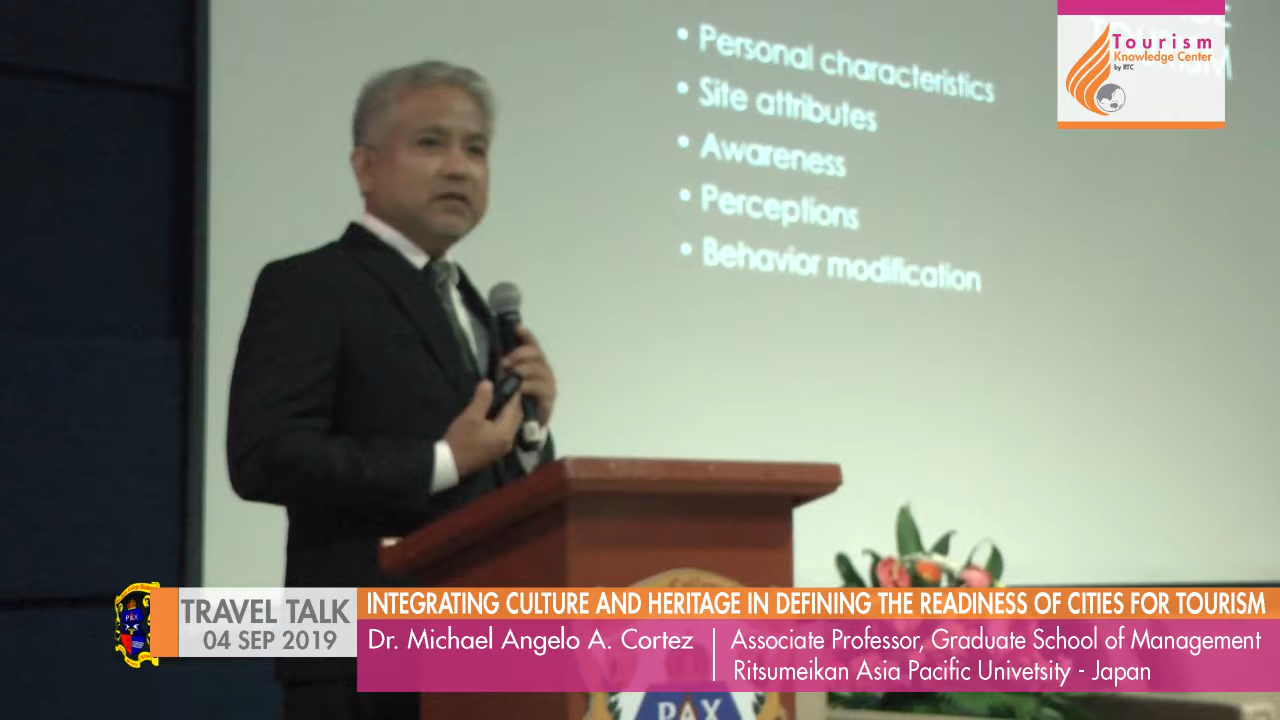 • Personal characteristics
• Site attributes
• Awareness
• Perceptions
• Behavior modification
Tourism
Knowledge Center
by RTC
TRAVEL TALK
04 SEP 2019
INTEGRATING CULTURE AND HERITAGE IN DEFINING THE READINESS OF CITIES FOR TOURISM
Dr. Michael Angelo A. Cortez
Associate Professor, Graduate School of Management
Ritsumeikan Asia Pacific Univetsity - Japan
PAX
PAX